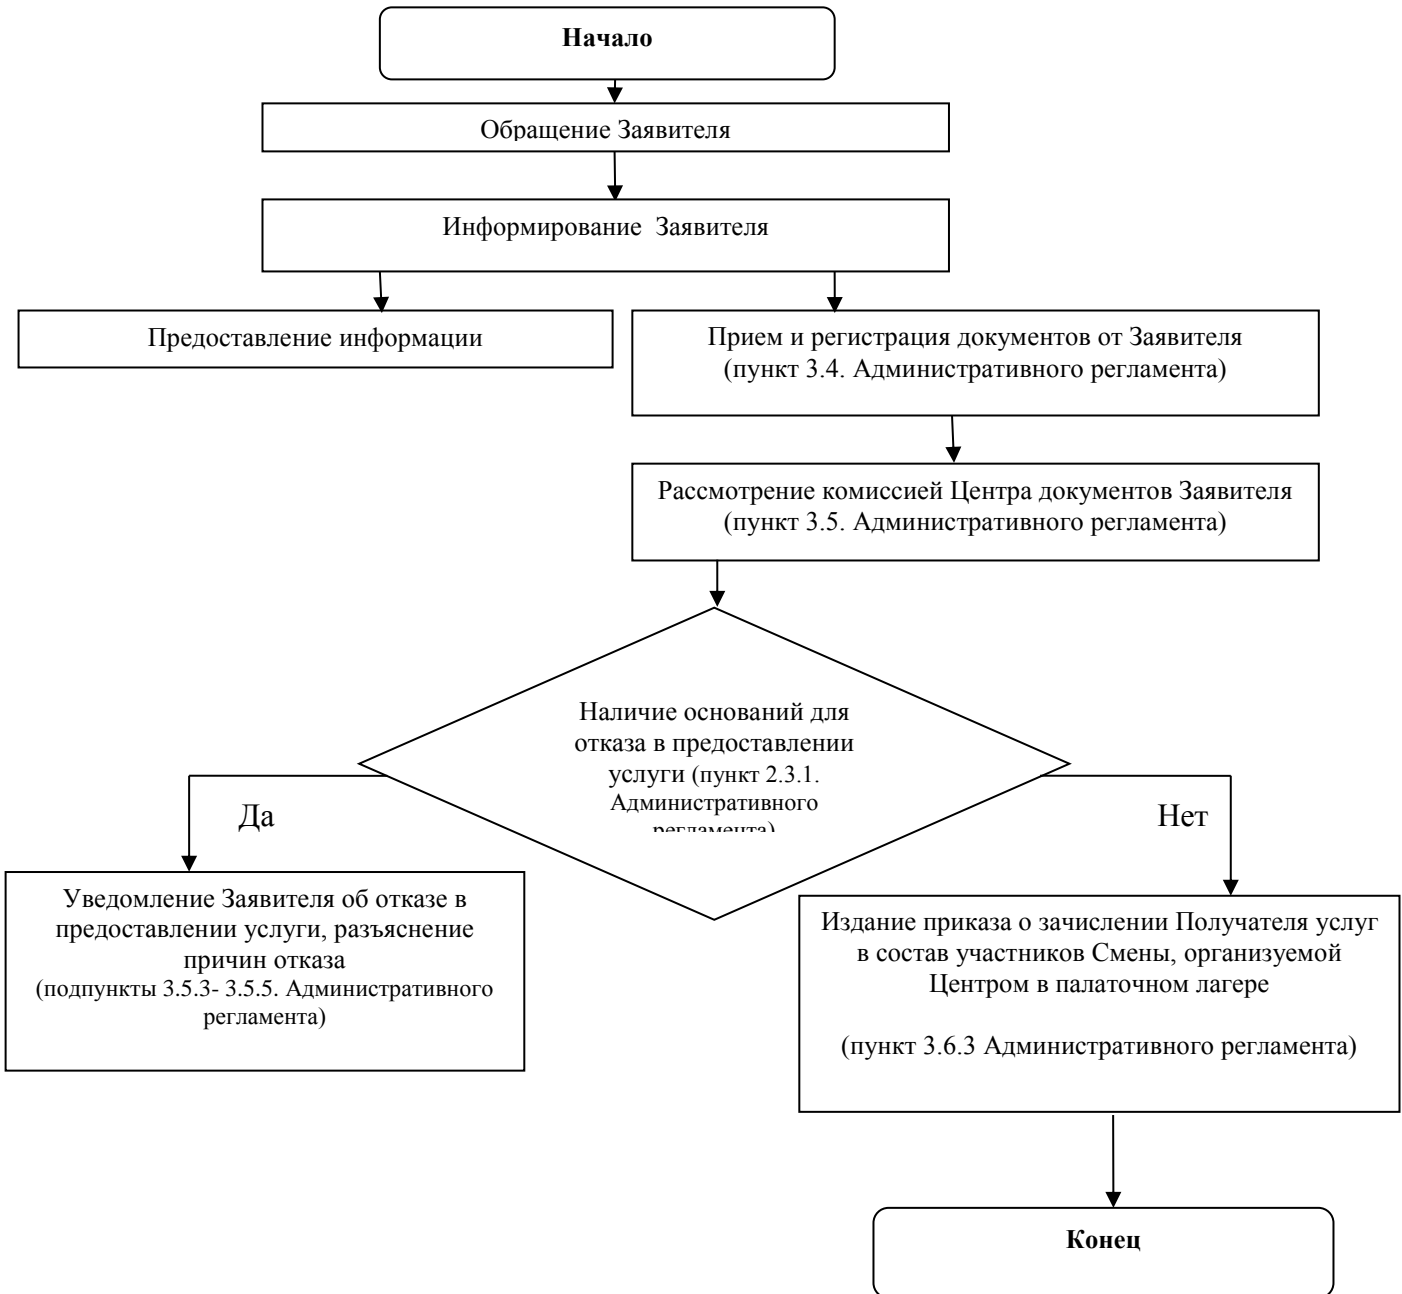 Начало
Обращение Заявителя
Информирование Заявителя
Предоставление информации
Прием и регистрация документов от Заявителя
(пункт 3.4. Административного регламента)
Рассмотрение комиссией Центра документов Заявителя
(пункт 3.5. Административного регламента)
Наличие оснований для
отказа в предоставлении
услуги (пункт 2.3.1.
Административного
регламента)
Да
Нет
Уведомление Заявителя об отказе в
предоставлении услуги, разъяснение
причин отказа
(подпункты 3.5.3- 3.5.5. Административного
регламента)
Издание приказа о зачислении Получателя услуг
в состав участников Смены, организуемой
Центром в палаточном лагере
(пункт 3.6.3 Административного регламента)
Конец